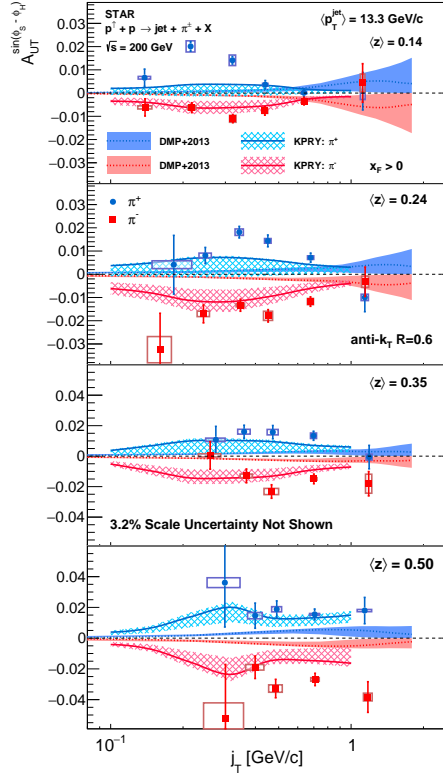 A_UT^sin(ϕ_S - ϕ_H)
STAR
p↑ + p → jet + π± + X
√s = 200 GeV
⟨p_T^jet⟩ = 13.3 GeV/c
⟨z⟩ = 0.14
0.03
0.02
0.01
0
−0.01
−0.02
−0.03
DMP+2013
KPRY: π+
DMP+2013
KPRY: π-
x_F > 0
π+
π-
⟨z⟩ = 0.24
0.03
0.02
0.01
0
−0.01
−0.02
−0.03
anti-k_T R=0.6
⟨z⟩ = 0.35
0.04
0.02
0
−0.02
−0.04
3.2% Scale Uncertainty Not Shown
⟨z⟩ = 0.50
0.04
0.02
0
−0.02
−0.04
10−1
1
j_T [GeV/c]